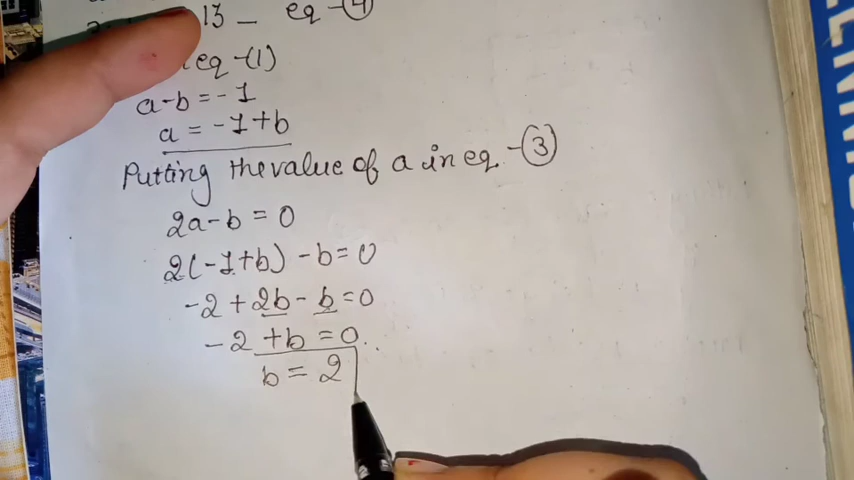 13 - eq -(4)
eq -(1)
a-b = -1
a = -1+b
Putting the value of a in eq -(3)
2a-b = 0
2(-1+b) -b=0
-2 + 2b - b = 0
-2 +b = 0
b = 2